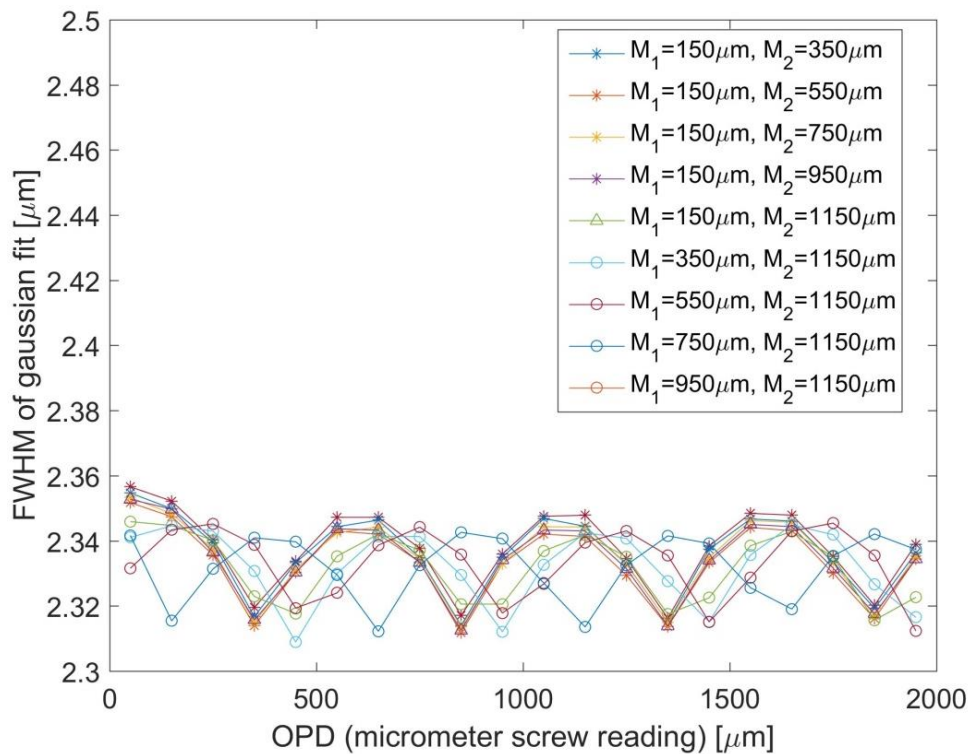 2.5
2.48
2.46
2.44
2.42
2.4
2.38
2.36
2.34
2.32
2.3
FWHM of gaussian fit [μm]
M1=150μm, M2=350μm
M1=150μm, M2=550μm
M1=150μm, M2=750μm
M1=150μm, M2=950μm
M1=150μm, M2=1150μm
M1=350μm, M2=1150μm
M1=550μm, M2=1150μm
M1=750μm, M2=1150μm
M1=950μm, M2=1150μm
0 500 1000 1500 2000
OPD (micrometer screw reading) [μm]